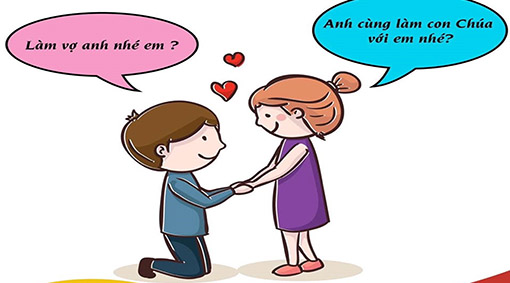 Làm vợ anh nhé em ?
Anh cùng làm con Chúa
với em nhé?